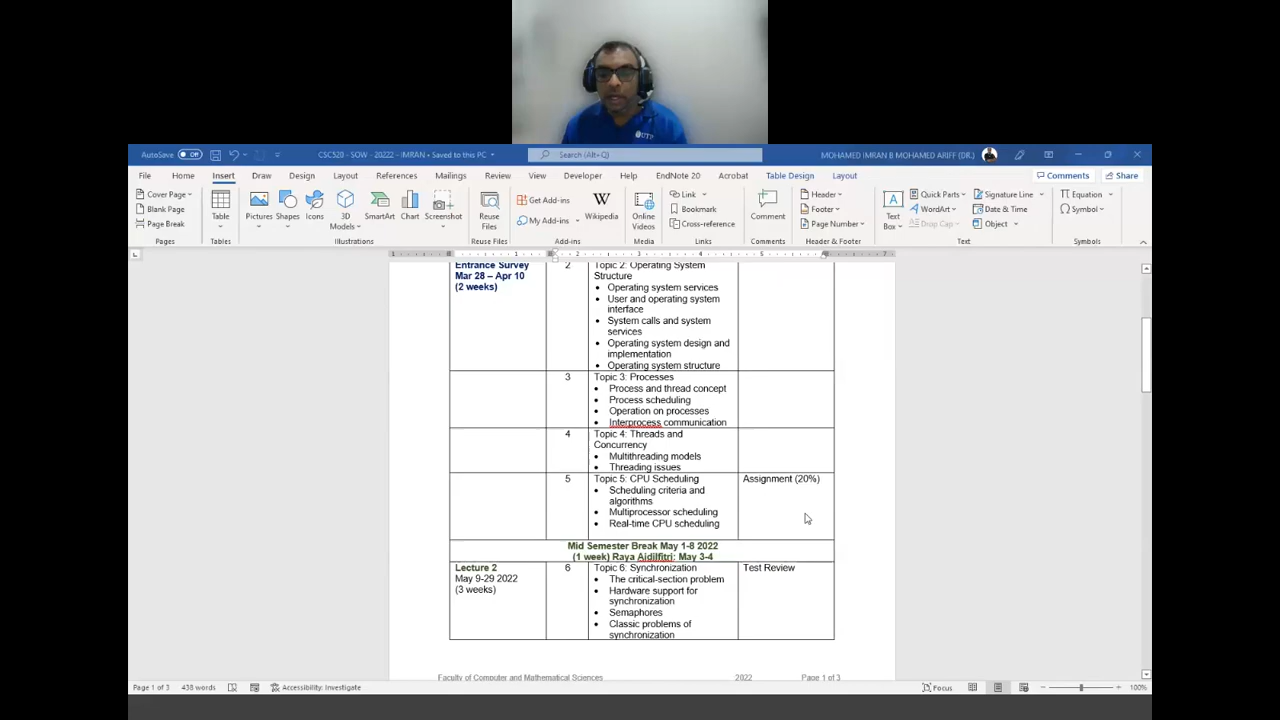 UTP
AutoSave Off
CSC520 - SOW - 20222 - IMRAN • Saved to this PC
Search (Alt+Q)
MOHAMED IMRAN B MOHAMED ARIFF (DR.)
File Home Insert Draw Design Layout References Mailings Review View Developer Help EndNote 20 Acrobat Table Design Layout Comments Share
Cover Page
Blank Page
Page Break
Pages
Table
Tables
Pictures Shapes Icons 3D Models SmartArt Chart Screenshot
Illustrations
Reuse Files
Reuse Files
Get Add-ins
My Add-ins
Wikipedia
Add-ins
Online Videos
Media
Link
Bookmark
Cross-reference
Links
Comment
Comments
Header
Footer
Page Number
Header & Footer
Text Box
Quick Parts
WordArt
Drop Cap
Signature Line
Date & Time
Object
Text
Equation
Symbol
Symbols
Entrance Survey
Mar 28 – Apr 10
(2 weeks)
2
Topic 2: Operating System
Structure
• Operating system services
• User and operating system
interface
• System calls and system
services
• Operating system design and
implementation
• Operating system structure
3
Topic 3: Processes
• Process and thread concept
• Process scheduling
• Operation on processes
• Interprocess communication
4
Topic 4: Threads and
Concurrency
• Multithreading models
• Threading issues
5
Topic 5: CPU Scheduling
• Scheduling criteria and
algorithms
• Multiprocessor scheduling
• Real-time CPU scheduling
Assignment (20%)
Mid Semester Break May 1-8 2022
(1 week) Raya Aidilfitri: May 3-4
Lecture 2
May 9-29 2022
(3 weeks)
6
Topic 6: Synchronization
• The critical-section problem
• Hardware support for
synchronization
• Semaphores
• Classic problems of
synchronization
Test Review
Faculty of Computer and Mathematical Sciences 2022 Page 1 of 3
Page 1 of 3 438 words Accessibility: Investigate Focus 100%